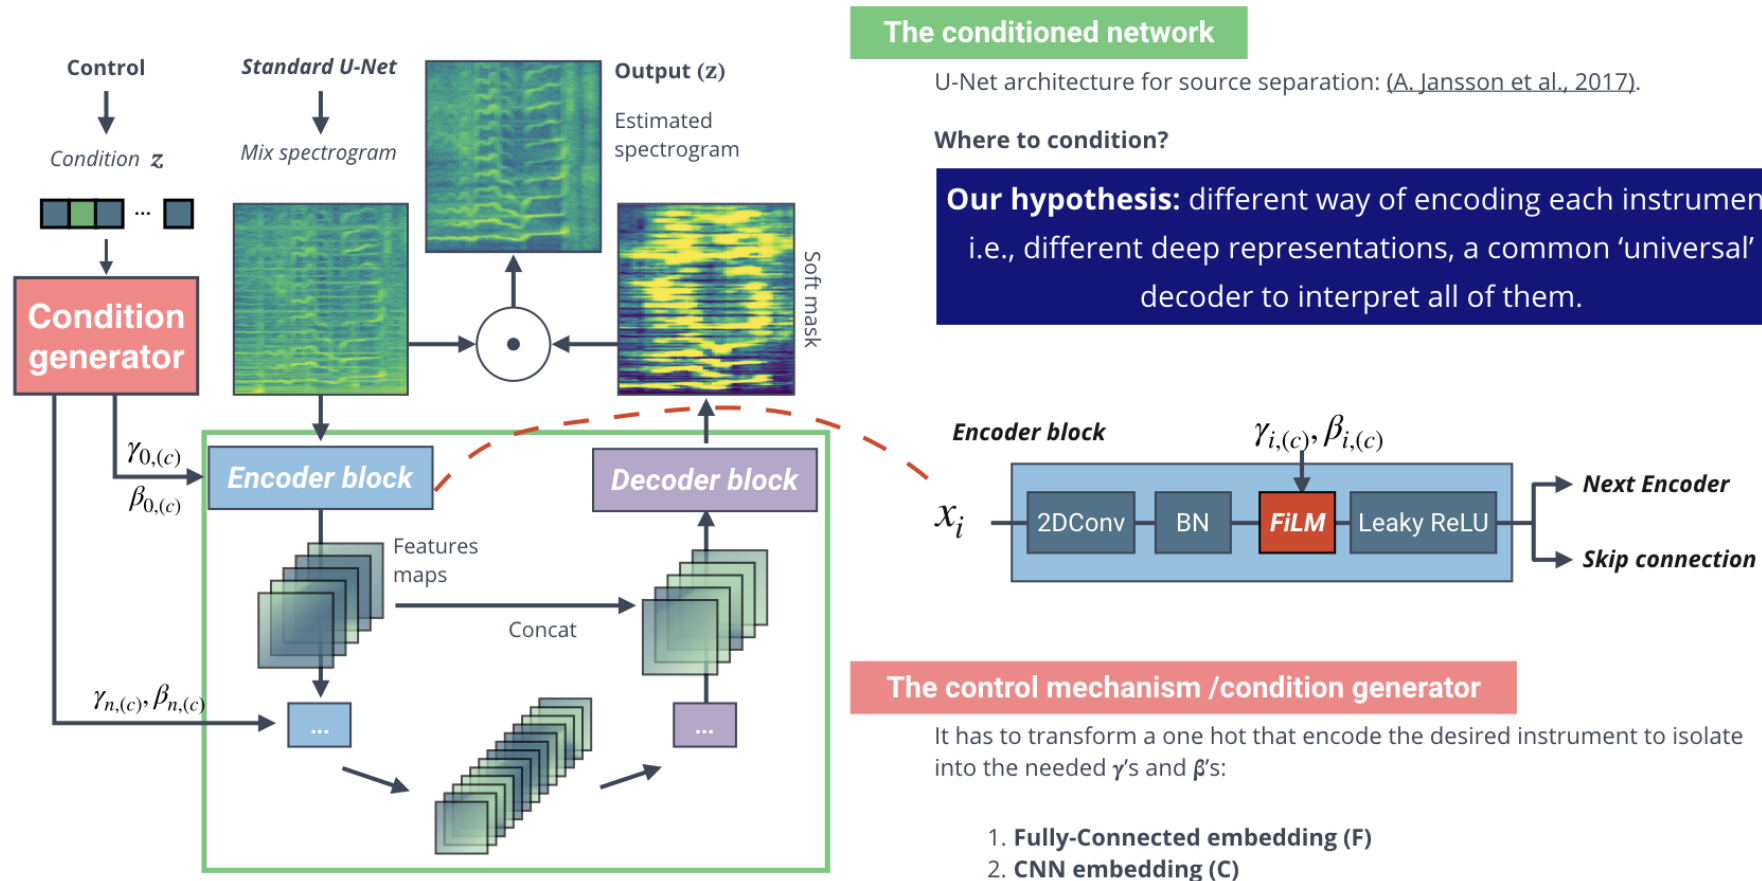 Control
Condition z
...
Condition
generator
Standard U-Net
Mix spectrogram
Output (z)
Estimated
spectrogram
Soft mask
γ0,(c)
β0,(c)
Encoder block
Decoder block
Features
maps
Concat
γn,(c), βn,(c)
...
...
The conditioned network
U-Net architecture for source separation: (A. Jansson et al., 2017).
Where to condition?
Our hypothesis: different way of encoding each instrumen
i.e., different deep representations, a common ‘universal’
decoder to interpret all of them.
Encoder block
γi,(c), βi,(c)
xi
2DConv
BN
FiLM
Leaky ReLU
Next Encoder
Skip connection
The control mechanism /condition generator
It has to transform a one hot that encode the desired instrument to isolate
into the needed γ’s and β’s:
1. Fully-Connected embedding (F)
2. CNN embedding (C)